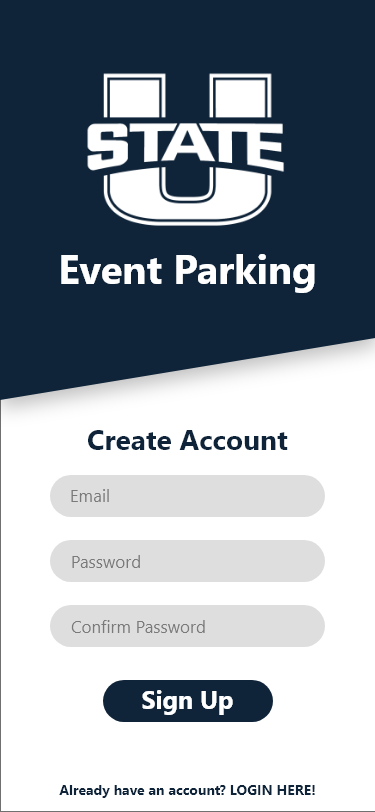 U
STATE
Event Parking
Create Account
Email
Password
Confirm Password
Sign Up
Already have an account? LOGIN HERE!